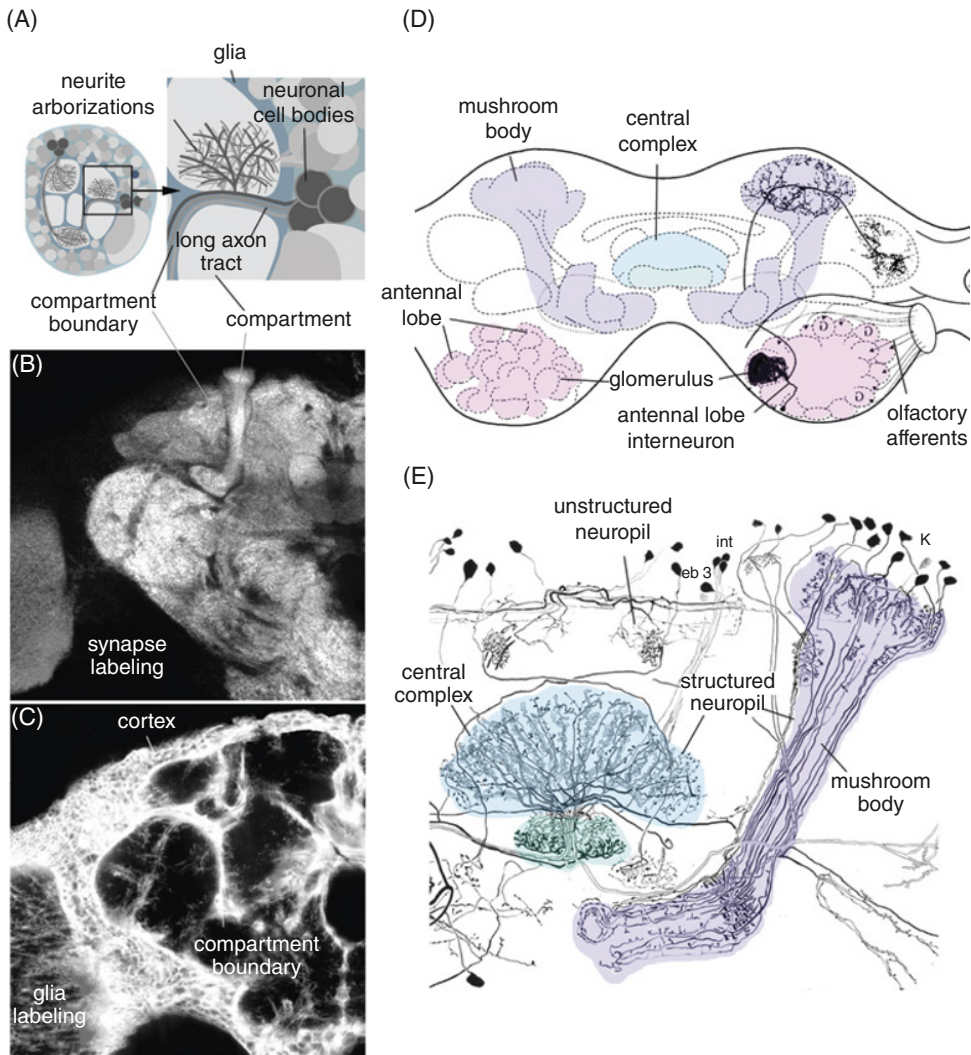 (A)
glia
neurite
arborizations
neuronal
cell bodies
long axon
tract
compartment
boundary
compartment
(B)
synapse
labeling
(C)
cortex
compartment
boundary
glia
labeling
(D)
mushroom
body
central
complex
antennal
lobe
glomerulus
antennal lobe
interneuron
olfactory
afferents
(E)
unstructured
neuropil
int
eb 3
K
central
complex
structured
neuropil
mushroom
body